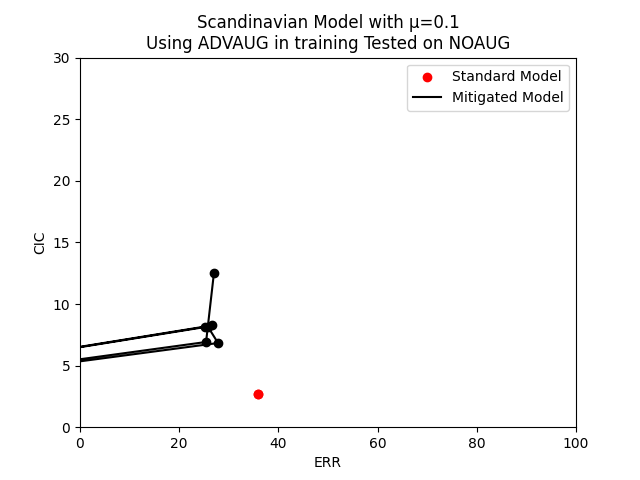 Scandinavian Model with μ=0.1
Using ADVAUG in training Tested on NOAUG
Standard Model
Mitigated Model
30
25
20
15
10
5
0
CIC
0 20 40 60 80 100
ERR